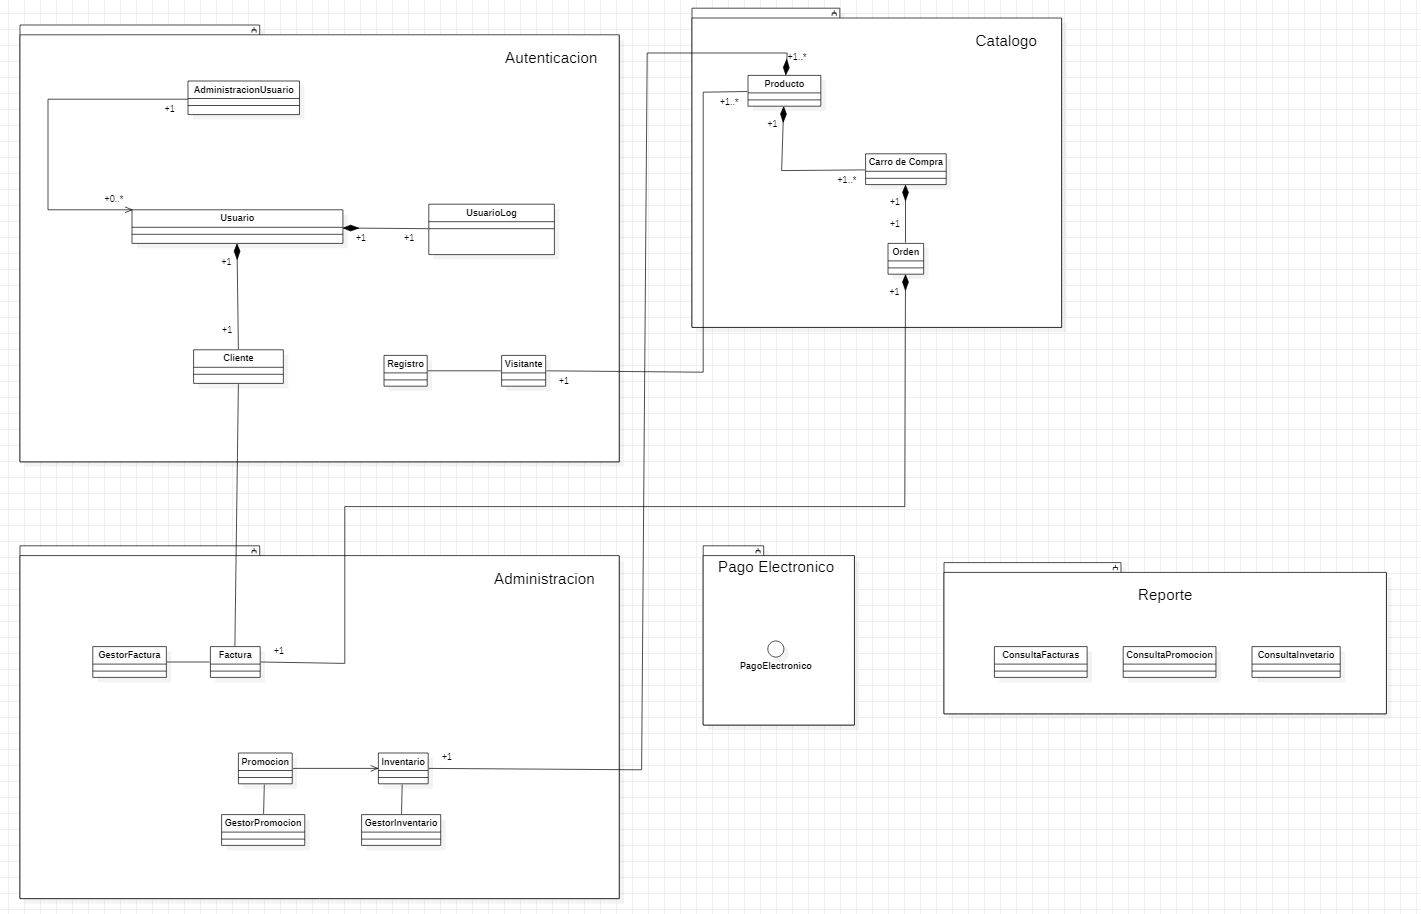 Autenticacion
AdministracionUsuario
+1
+0..*
Usuario
+1
+1
UsuarioLog
+1
+1
Cliente
Registro
Visitante
+1
Catalogo
+1..*
Producto
+1..*
+1
Carro de Compra
+1..*
+1
+1
Orden
+1
Administracion
GestorFactura
Factura
+1
Promocion
Inventario
+1
GestorPromocion
GestorInventario
Pago Electronico
PagoElectronico
Reporte
ConsultaFacturas
ConsultaPromocion
ConsultaInvetario